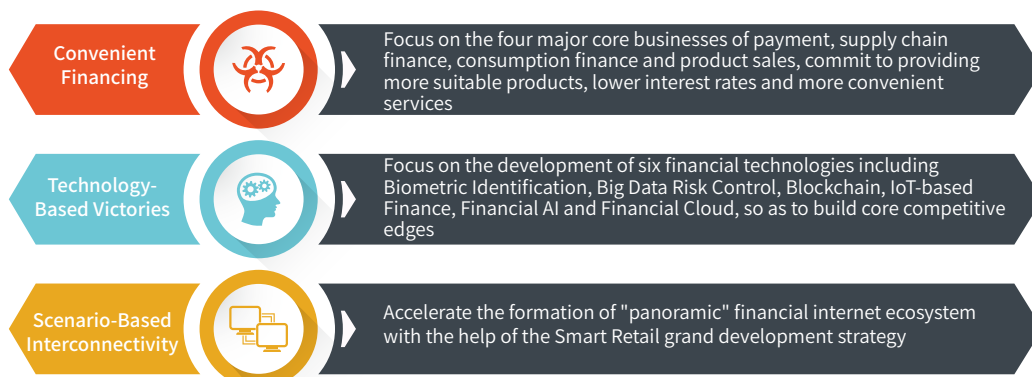 Convenient
Financing
Focus on the four major core businesses of payment, supply chain
finance, consumption finance and product sales, commit to providing
more suitable products, lower interest rates and more convenient
services
Technology-
Based Victories
Focus on the development of six financial technologies including
Biometric Identification, Big Data Risk Control, Blockchain, IoT-based
Finance, Financial AI and Financial Cloud, so as to build core competitive
edges
Scenario-Based
Interconnectivity
Accelerate the formation of "panoramic" financial internet ecosystem
with the help of the Smart Retail grand development strategy